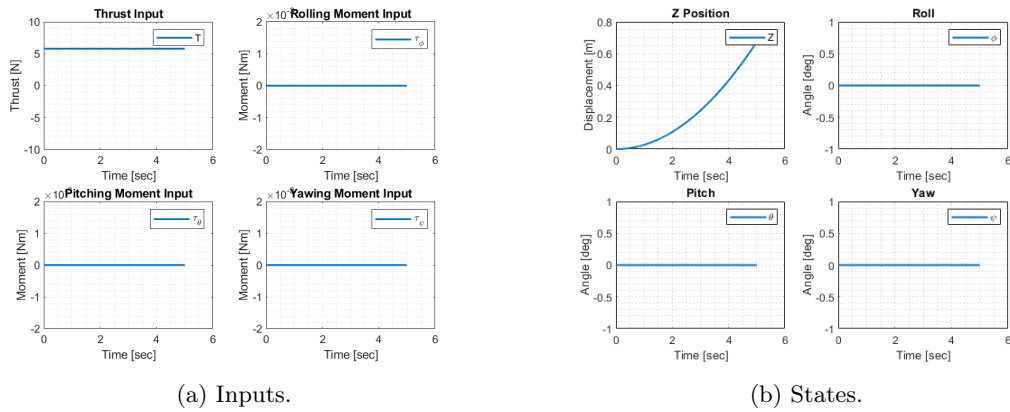 Thrust Input
10
5
0
-5
-10
Thrust [N]
T
0 2 4 6
Time [sec]
Rolling Moment Input
2
1
0
-1
-2
Moment [Nm]
τ_ϕ
0 2 4 6
Time [sec]
Pitching Moment Input
2
1
0
-1
-2
Moment [Nm]
τ_θ
0 2 4 6
Time [sec]
Yawing Moment Input
2
1
0
-1
-2
Moment [Nm]
τ_ψ
0 2 4 6
Time [sec]
(a) Inputs.
Z Position
0.8
0.6
0.4
0.2
0
Displacement [m]
Z
0 2 4 6
Time [sec]
Roll
1
0.5
0
-0.5
-1
Angle [deg]
ϕ
0 2 4 6
Time [sec]
Pitch
1
0.5
0
-0.5
-1
Angle [deg]
θ
0 2 4 6
Time [sec]
Yaw
1
0.5
0
-0.5
-1
Angle [deg]
ψ
0 2 4 6
Time [sec]
(b) States.